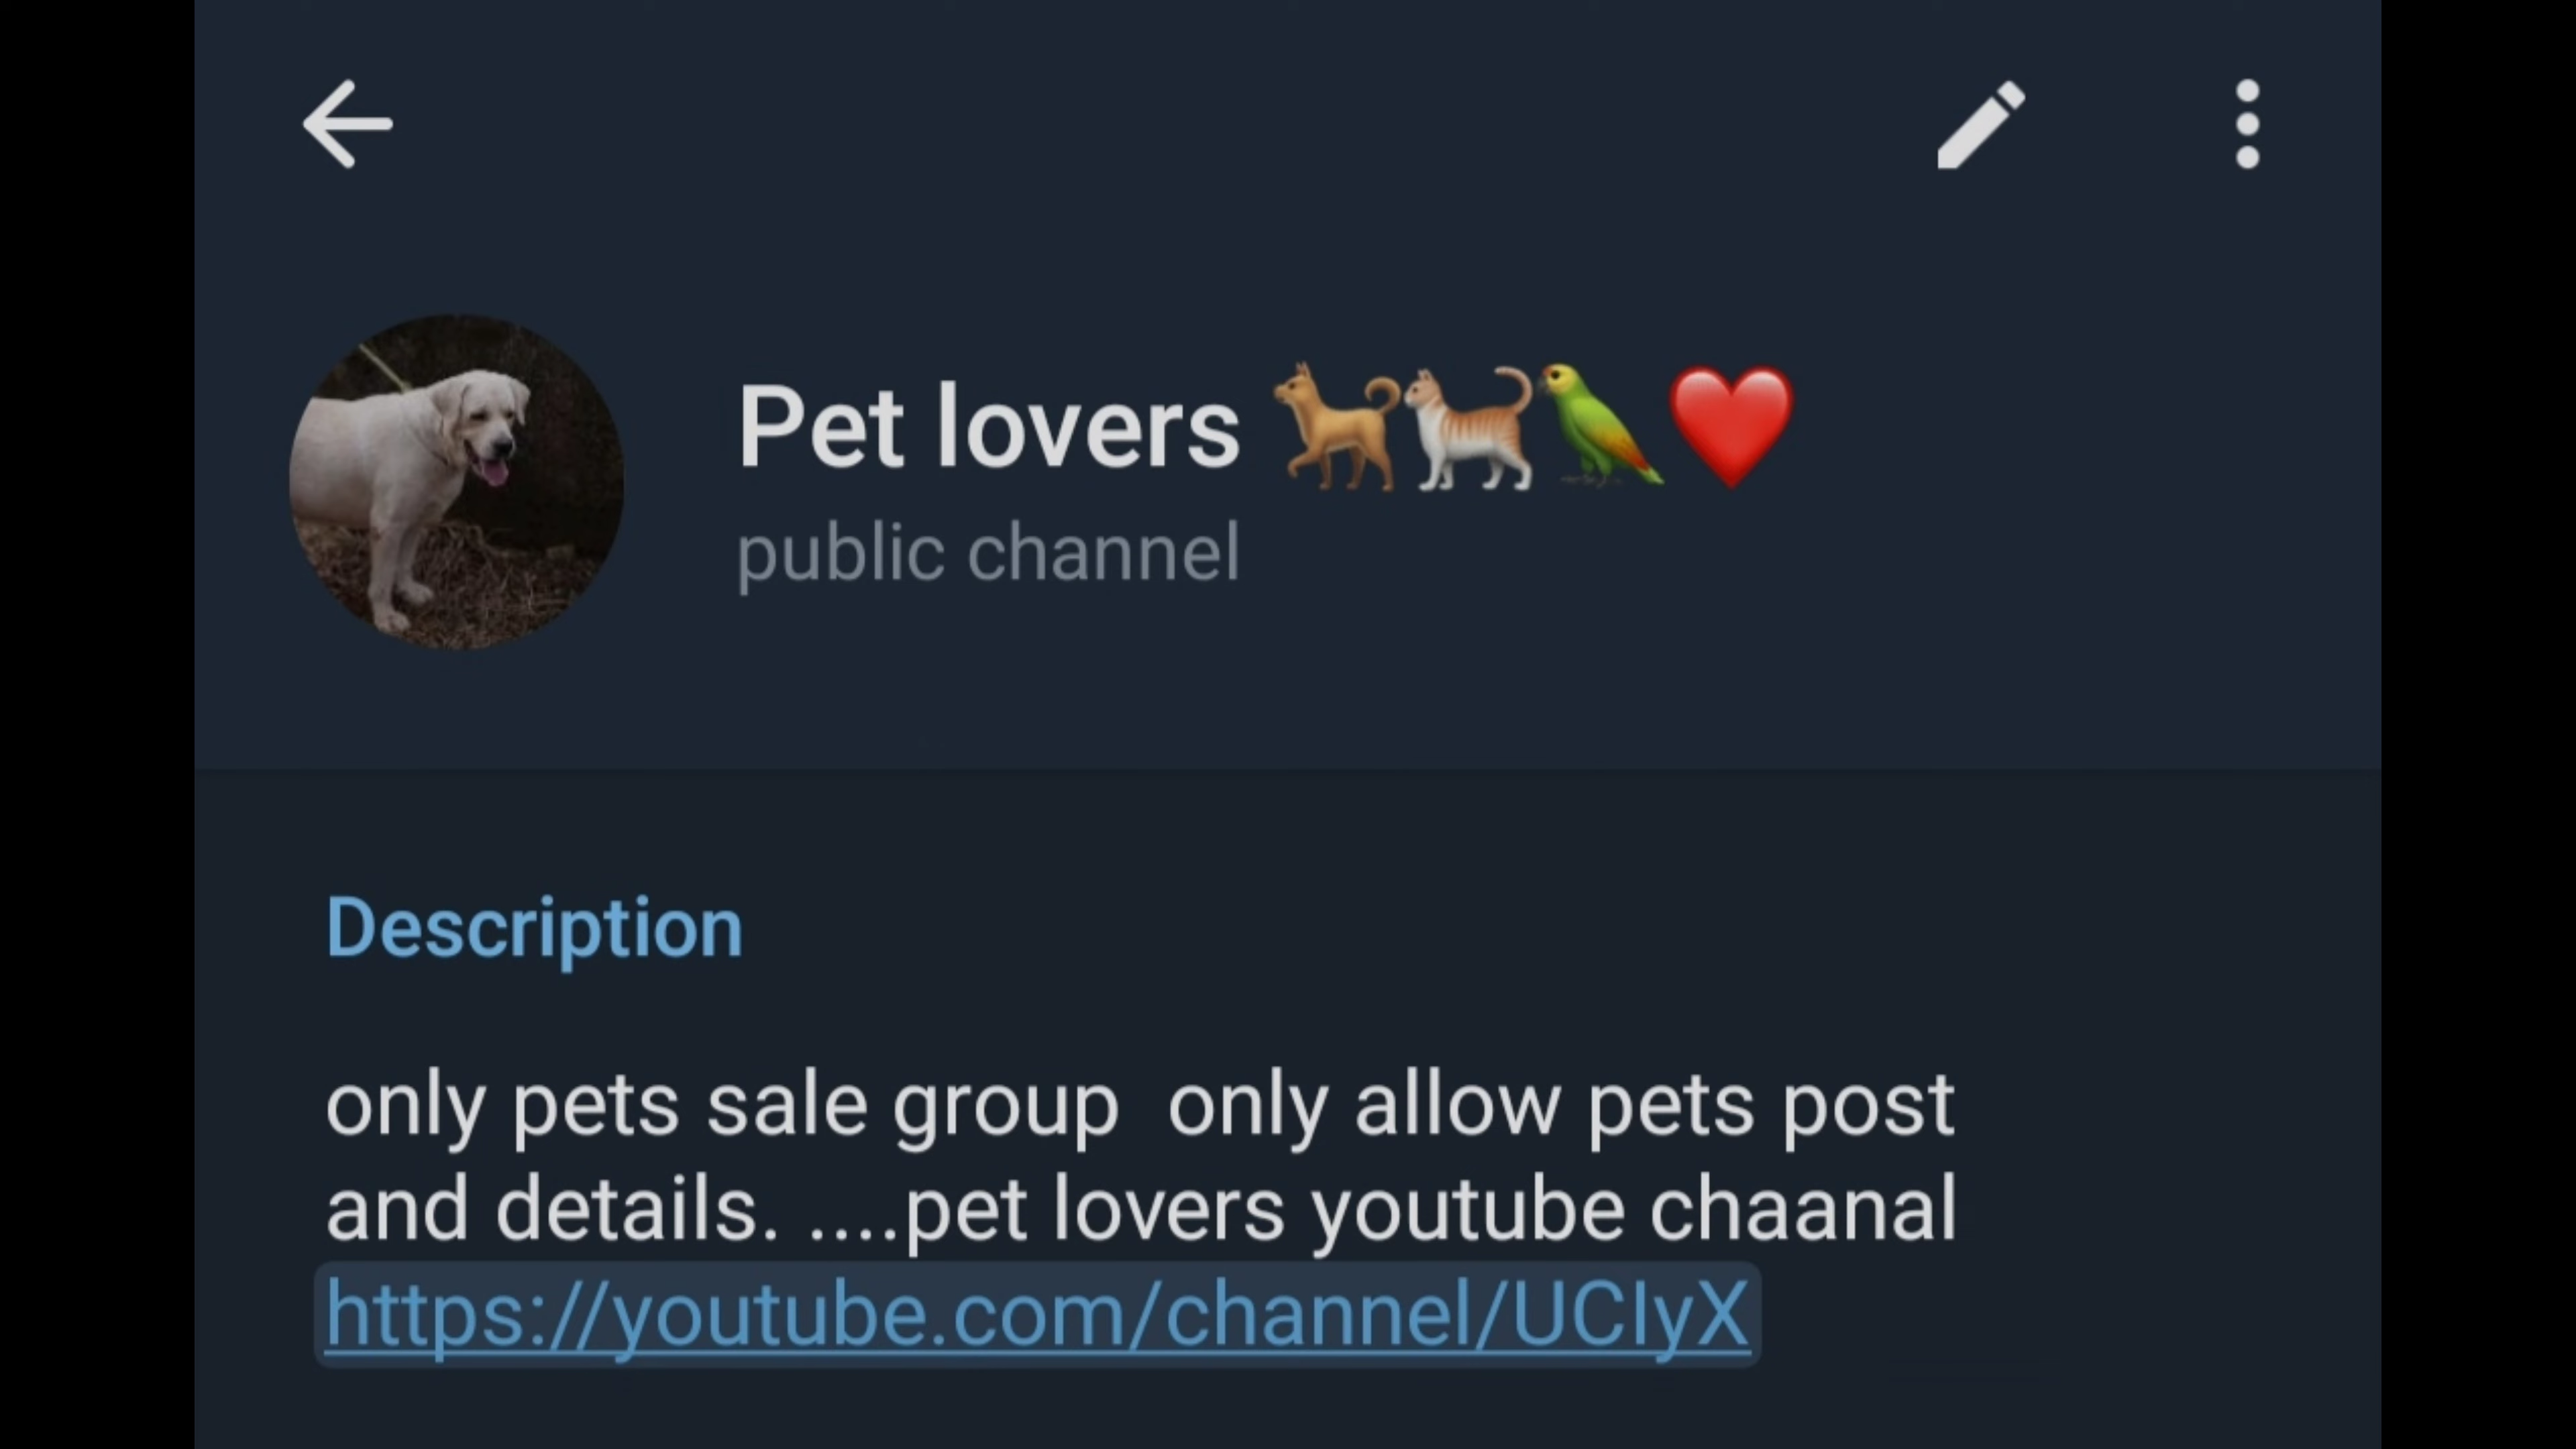 Pet lovers 🐕🐈🦜❤️
public channel
Description
only pets sale group  only allow pets post
and details. ....pet lovers youtube chaanal
https://youtube.com/channel/UCIyX